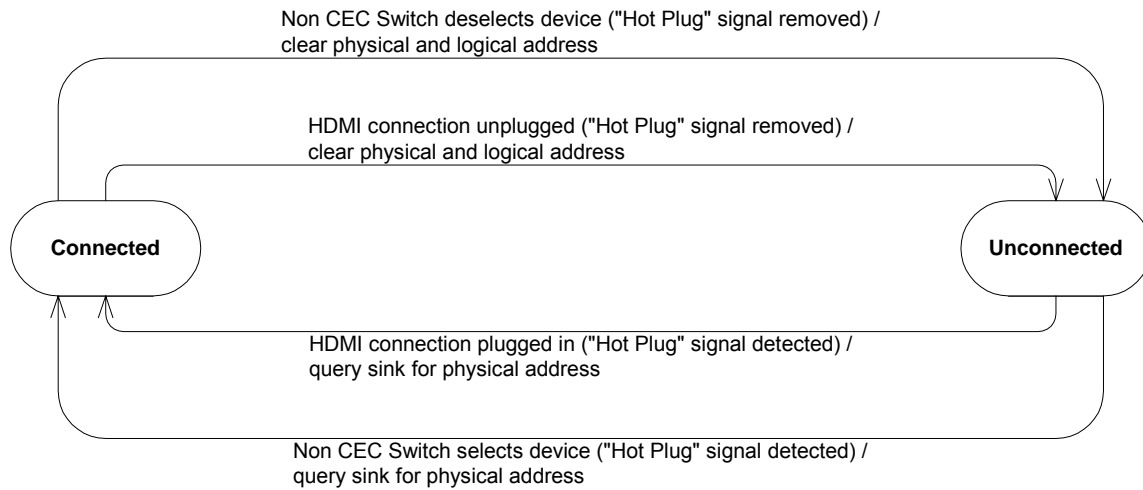 Non CEC Switch deselects device ("Hot Plug" signal removed) /
clear physical and logical address
HDMI connection unplugged ("Hot Plug" signal removed) /
clear physical and logical address
Connected
Unconnected
HDMI connection plugged in ("Hot Plug" signal detected) /
query sink for physical address
Non CEC Switch selects device ("Hot Plug" signal detected) /
query sink for physical address